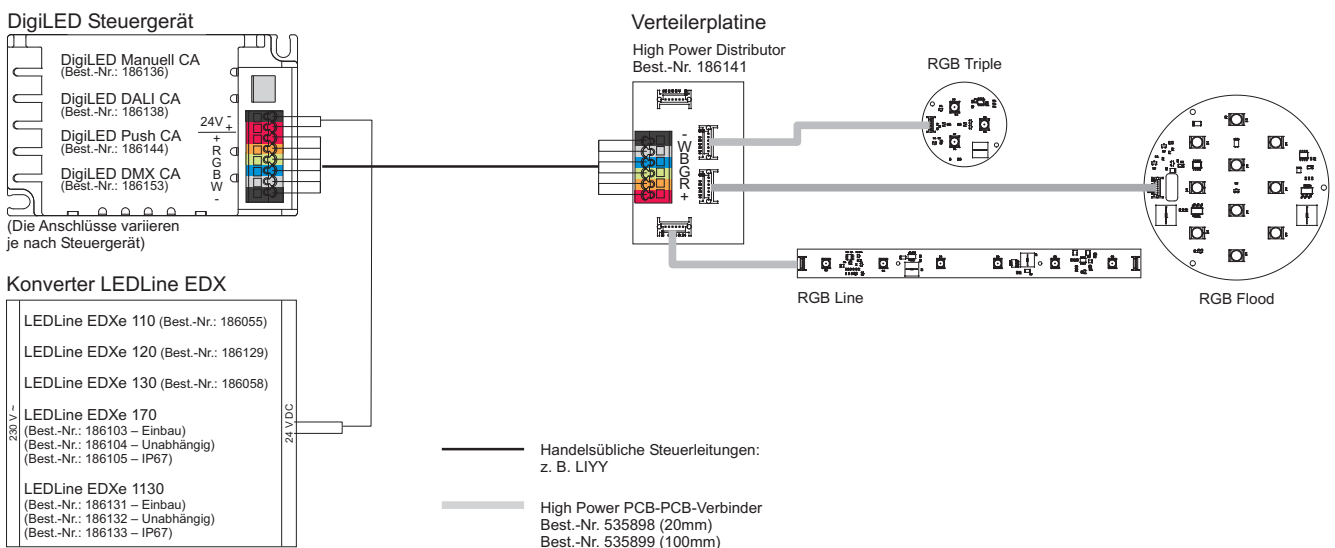 DigiLED Steuergerät
DigiLED Manuell CA
(Best.-Nr.: 186136)
DigiLED DALI CA
(Best.-Nr.: 186138)
DigiLED Push CA
(Best.-Nr.: 186144)
DigiLED DMX CA
(Best.-Nr.: 186153)
24V -
+
+
R
G
B
W
-
(Die Anschlüsse variieren
je nach Steuergerät)
Konverter LEDLine EDX
230 V ~
LEDLine EDXe 110 (Best.-Nr.: 186055)
LEDLine EDXe 120 (Best.-Nr.: 186129)
LEDLine EDXe 130 (Best.-Nr.: 186058)
LEDLine EDXe 170
(Best.-Nr.: 186103 – Einbau)
(Best.-Nr.: 186104 – Unabhängig)
(Best.-Nr.: 186105 – IP67)
LEDLine EDXe 1130
(Best.-Nr.: 186131 – Einbau)
(Best.-Nr.: 186132 – Unabhängig)
(Best.-Nr.: 186133 – IP67)
24 V DC
Verteilerplatine
High Power Distributor
Best.-Nr. 186141
-
W
B
G
R
+
RGB Triple
RGB Line
RGB Flood
Handelsübliche Steuerleitungen:
z. B. LIYY
High Power PCB-PCB-Verbinder
Best.-Nr. 535898 (20mm)
Best.-Nr. 535899 (100mm)